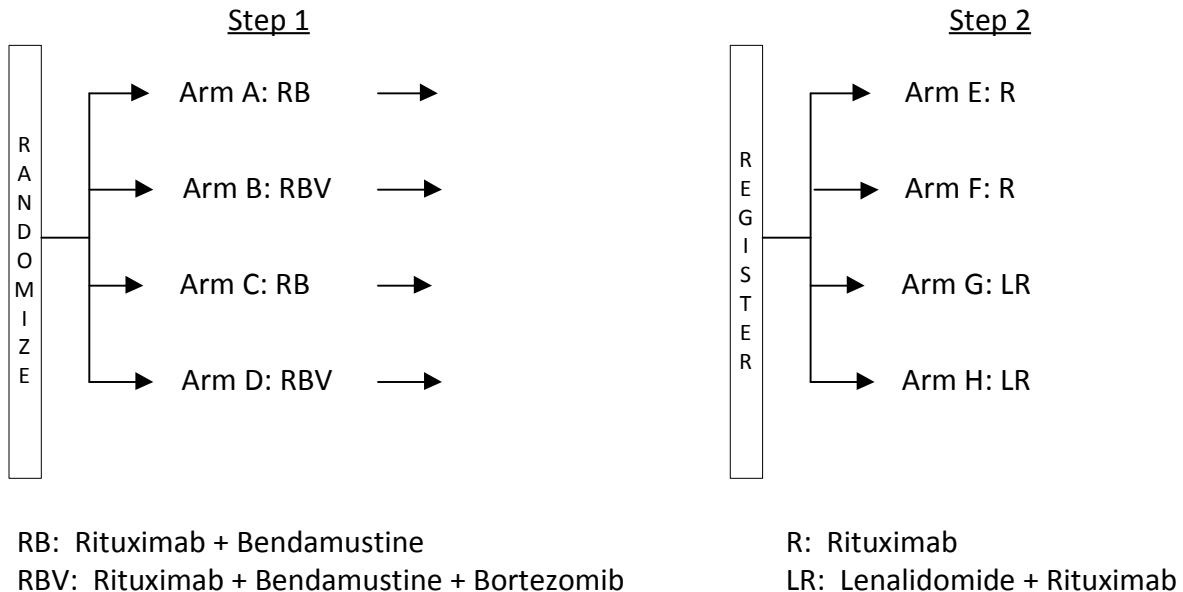 Step 1
RANDOMIZE
Arm A: RB
Arm B: RBV
Arm C: RB
Arm D: RBV
RB: Rituximab + Bendamustine
RBV: Rituximab + Bendamustine + Bortezomib
Step 2
REGISTER
Arm E: R
Arm F: R
Arm G: LR
Arm H: LR
R: Rituximab
LR: Lenalidomide + Rituximab